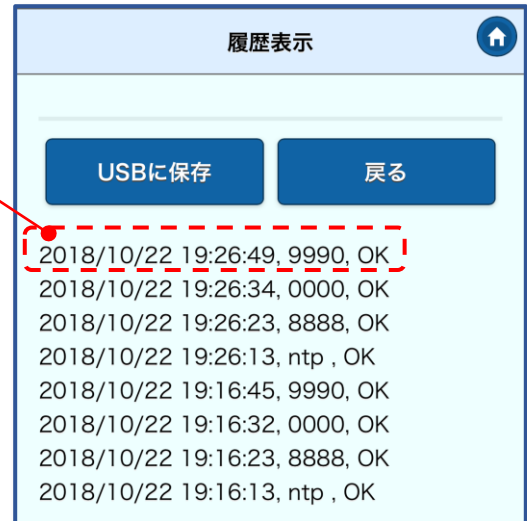 履歴表示
USBに保存
戻る
2018/10/22 19:26:49, 9990, OK
2018/10/22 19:26:34, 0000, OK
2018/10/22 19:26:23, 8888, OK
2018/10/22 19:26:13, ntp , OK
2018/10/22 19:16:45, 9990, OK
2018/10/22 19:16:32, 0000, OK
2018/10/22 19:16:23, 8888, OK
2018/10/22 19:16:13, ntp , OK